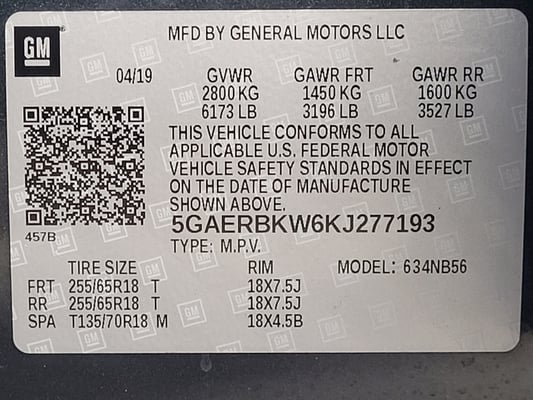 GM
MFD BY GENERAL MOTORS LLC
04/19 GVWR GAWR FRT GAWR RR
2800 KG 1450 KG 1600 KG
6173 LB 3196 LB 3527 LB
THIS VEHICLE CONFORMS TO ALL
APPLICABLE U.S. FEDERAL MOTOR
VEHICLE SAFETY STANDARDS IN EFFECT
ON THE DATE OF MANUFACTURE
SHOWN ABOVE.
5GAERBKW6KJ277193
457B
TYPE: M.P.V.
TIRE SIZE RIM MODEL: 634NB56
FRT 255/65R18 T 18X7.5J
RR 255/65R18 T 18X7.5J
SPA T135/70R18 M 18X4.5B